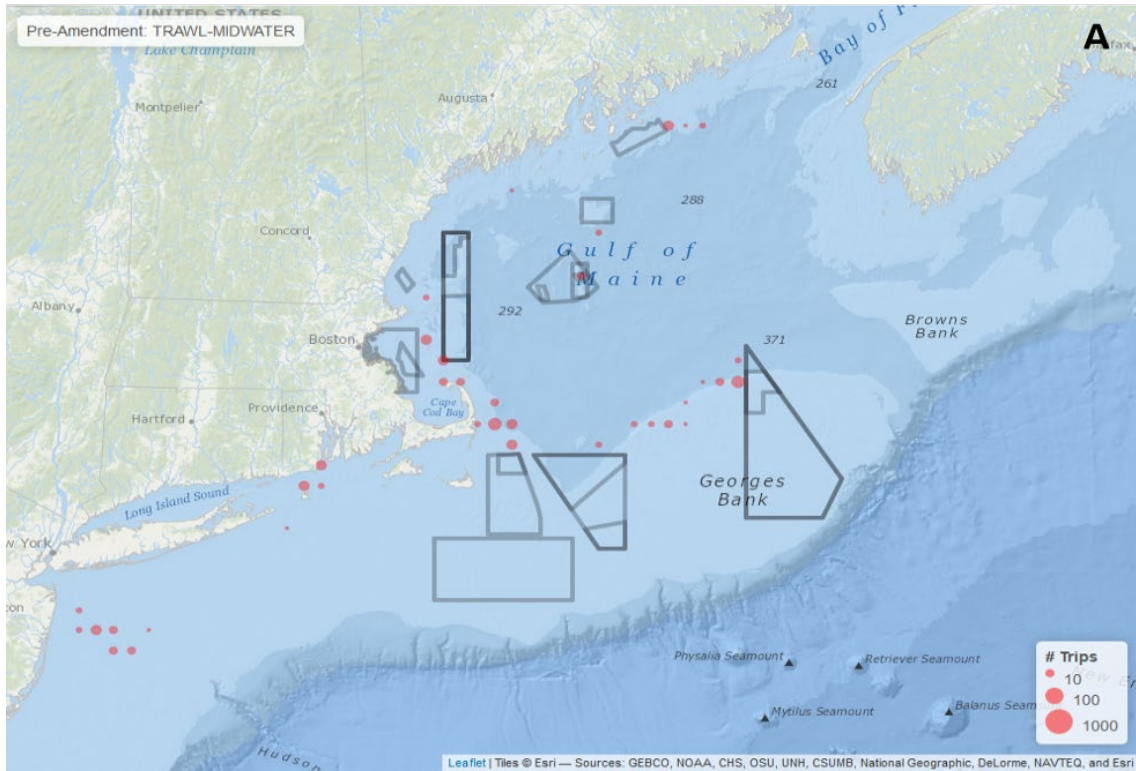 UNITED STATES
Pre-Amendment: TRAWL-MIDWATER
A
Lake Champlain
Bay of F
Halifax
261
Montpelier
Augusta
288
Concord
Gulf of
Maine
292
Albany
Boston
371
Browns
Bank
Cape
Cod Bay
Providence
Hartford
Georges
Bank
Long Island Sound
w York
Physalia Seamount
Retriever Seamount
Mytilus Seamount
Balanus Seamou
New En
Hudson
# Trips
10
100
1000
Leaflet | Tiles © Esri — Sources: GEBCO, NOAA, CHS, OSU, UNH, CSUMB, National Geographic, DeLorme, NAVTEQ, and Esri